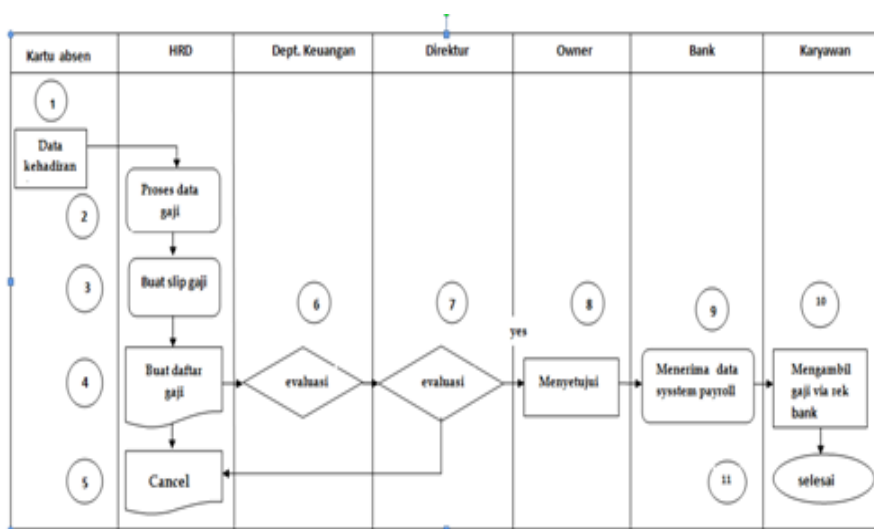 Kartu absen
HRD
Dept. Keuangan
Direktur
Owner
Bank
Karyawan
1
Data
kehadiran
Proses data
gaji
2
Buat slip gaji
3
Buat daftar
gaji
4
Cancel
5
6
evaluasi
7
evaluasi
yes
8
Menyetujui
9
Menerima data
sysstem payroll
10
Mengambil
gaji via rek
bank
11
selesai